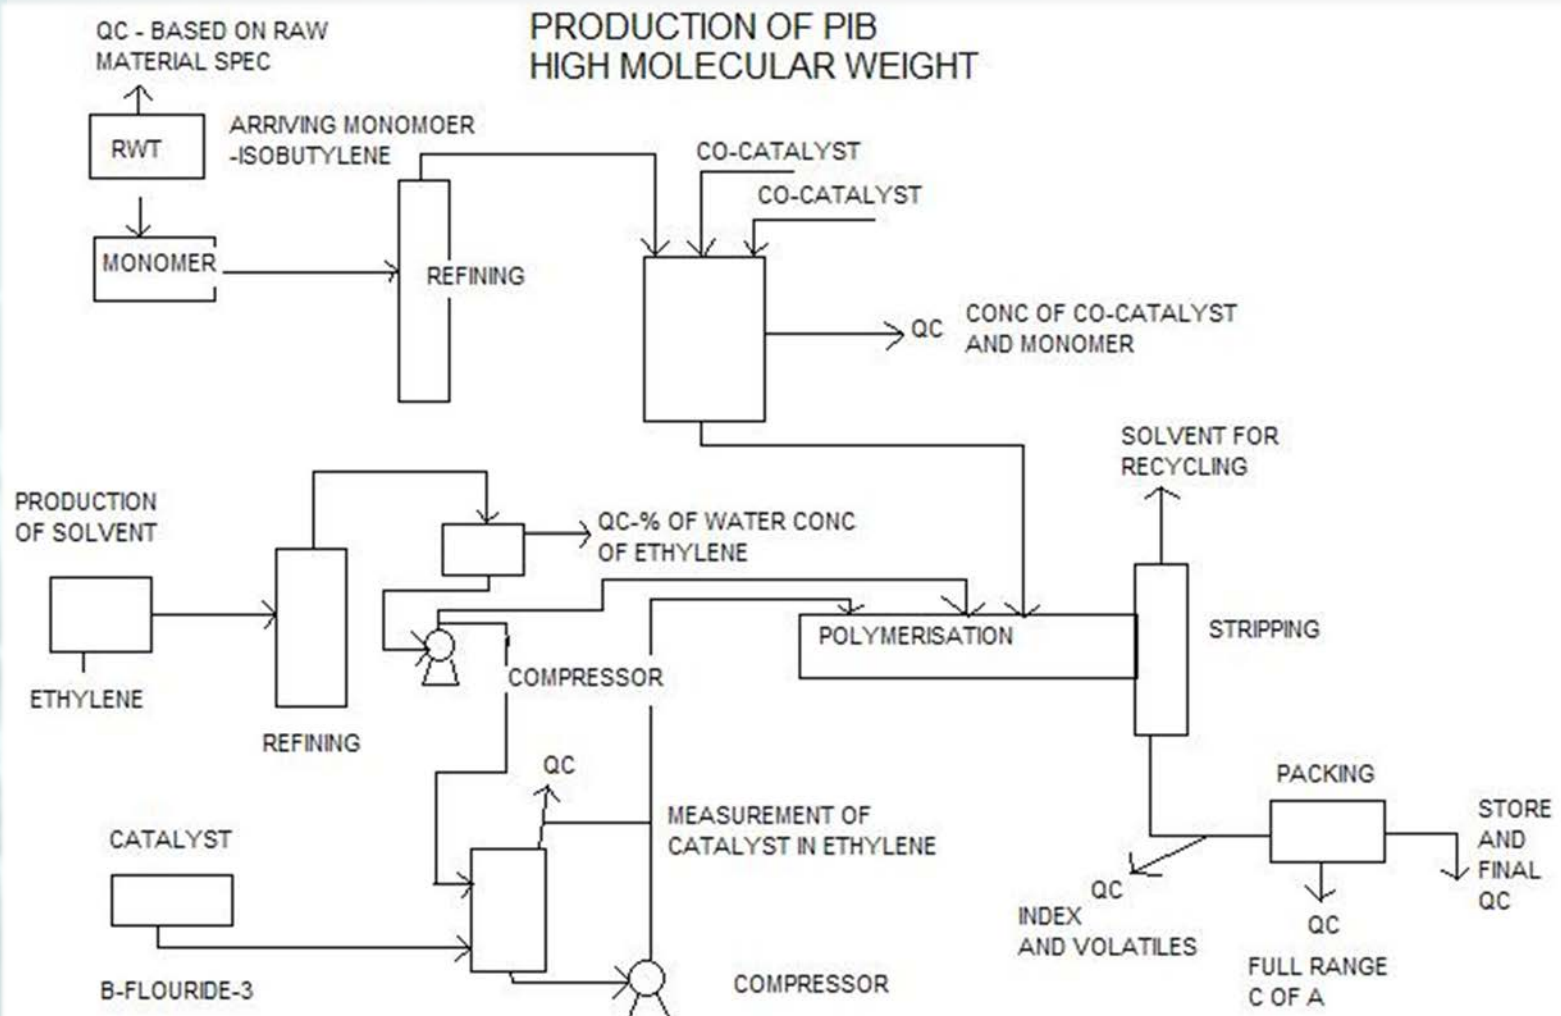 QC - BASED ON RAW
MATERIAL SPEC
PRODUCTION OF PIB
HIGH MOLECULAR WEIGHT
RWT
ARRIVING MONOMOER
-ISOBUTYLENE
CO-CATALYST
CO-CATALYST
MONOMER
REFINING
QC
CONC OF CO-CATALYST
AND MONOMER
SOLVENT FOR
RECYCLING
PRODUCTION
OF SOLVENT
QC-% OF WATER CONC
OF ETHYLENE
POLYMERISATION
STRIPPING
ETHYLENE
COMPRESSOR
REFINING
QC
PACKING
MEASUREMENT OF
CATALYST IN ETHYLENE
STORE
AND
FINAL
QC
CATALYST
QC
INDEX
AND VOLATILES
QC
FULL RANGE
C OF A
B-FLOURIDE-3
COMPRESSOR